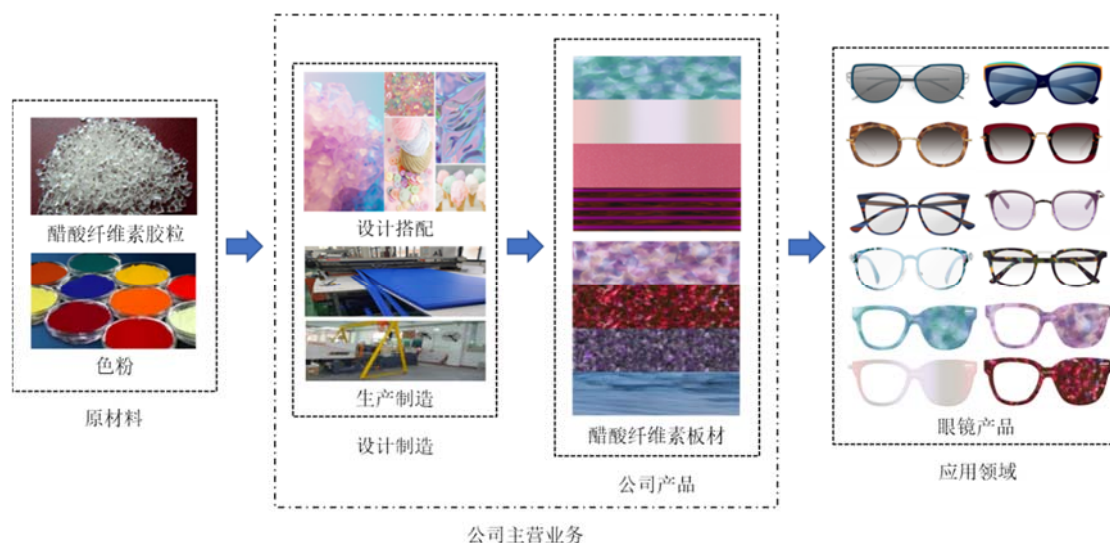 醋酸纤维素胶粒
色粉
原材料
设计搭配
生产制造
设计制造
醋酸纤维素板材
公司产品
公司主营业务
眼镜产品
应用领域